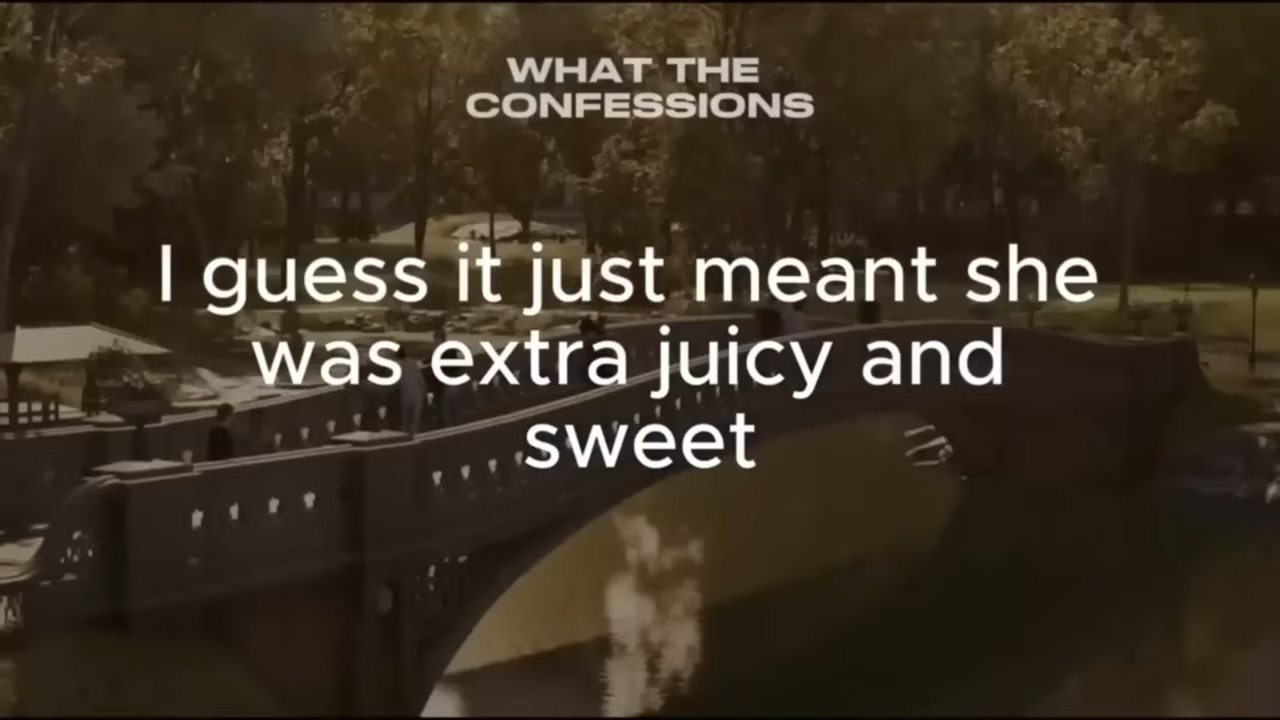 WHAT THE
CONFESSIONS
I guess it just meant she
was extra juicy and
sweet